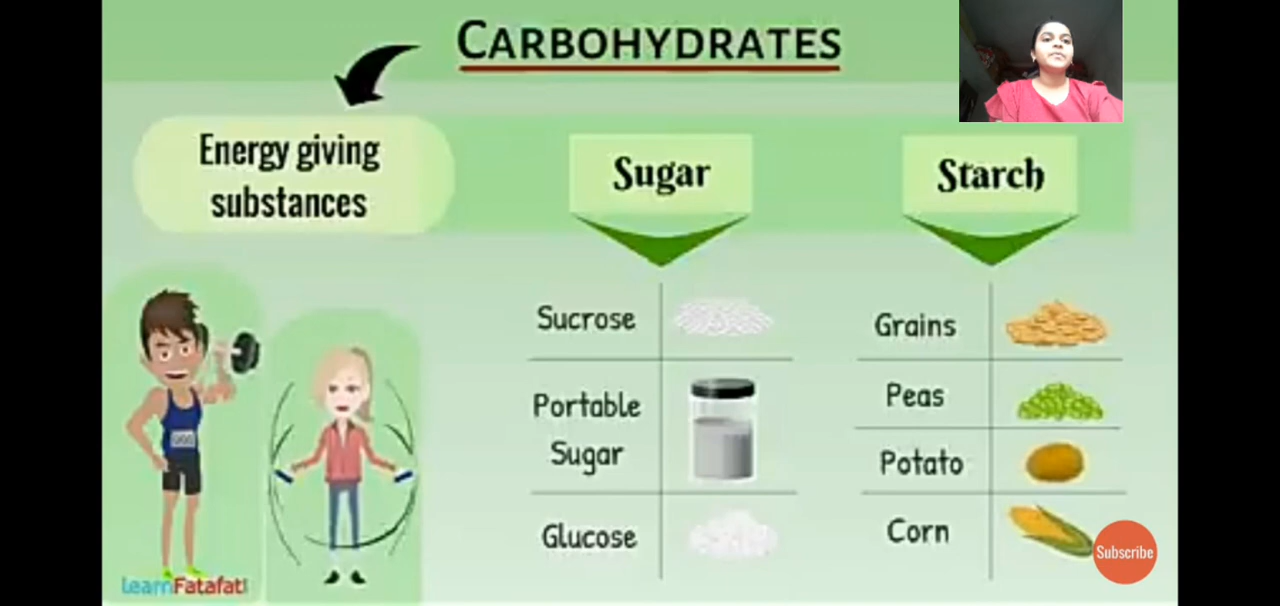 CARBOHYDRATES
Energy giving
substances
Sugar
Sucrose
Portable
Sugar
Glucose
Starch
Grains
Peas
Potato
Corn
Subscribe
LearnFatafat